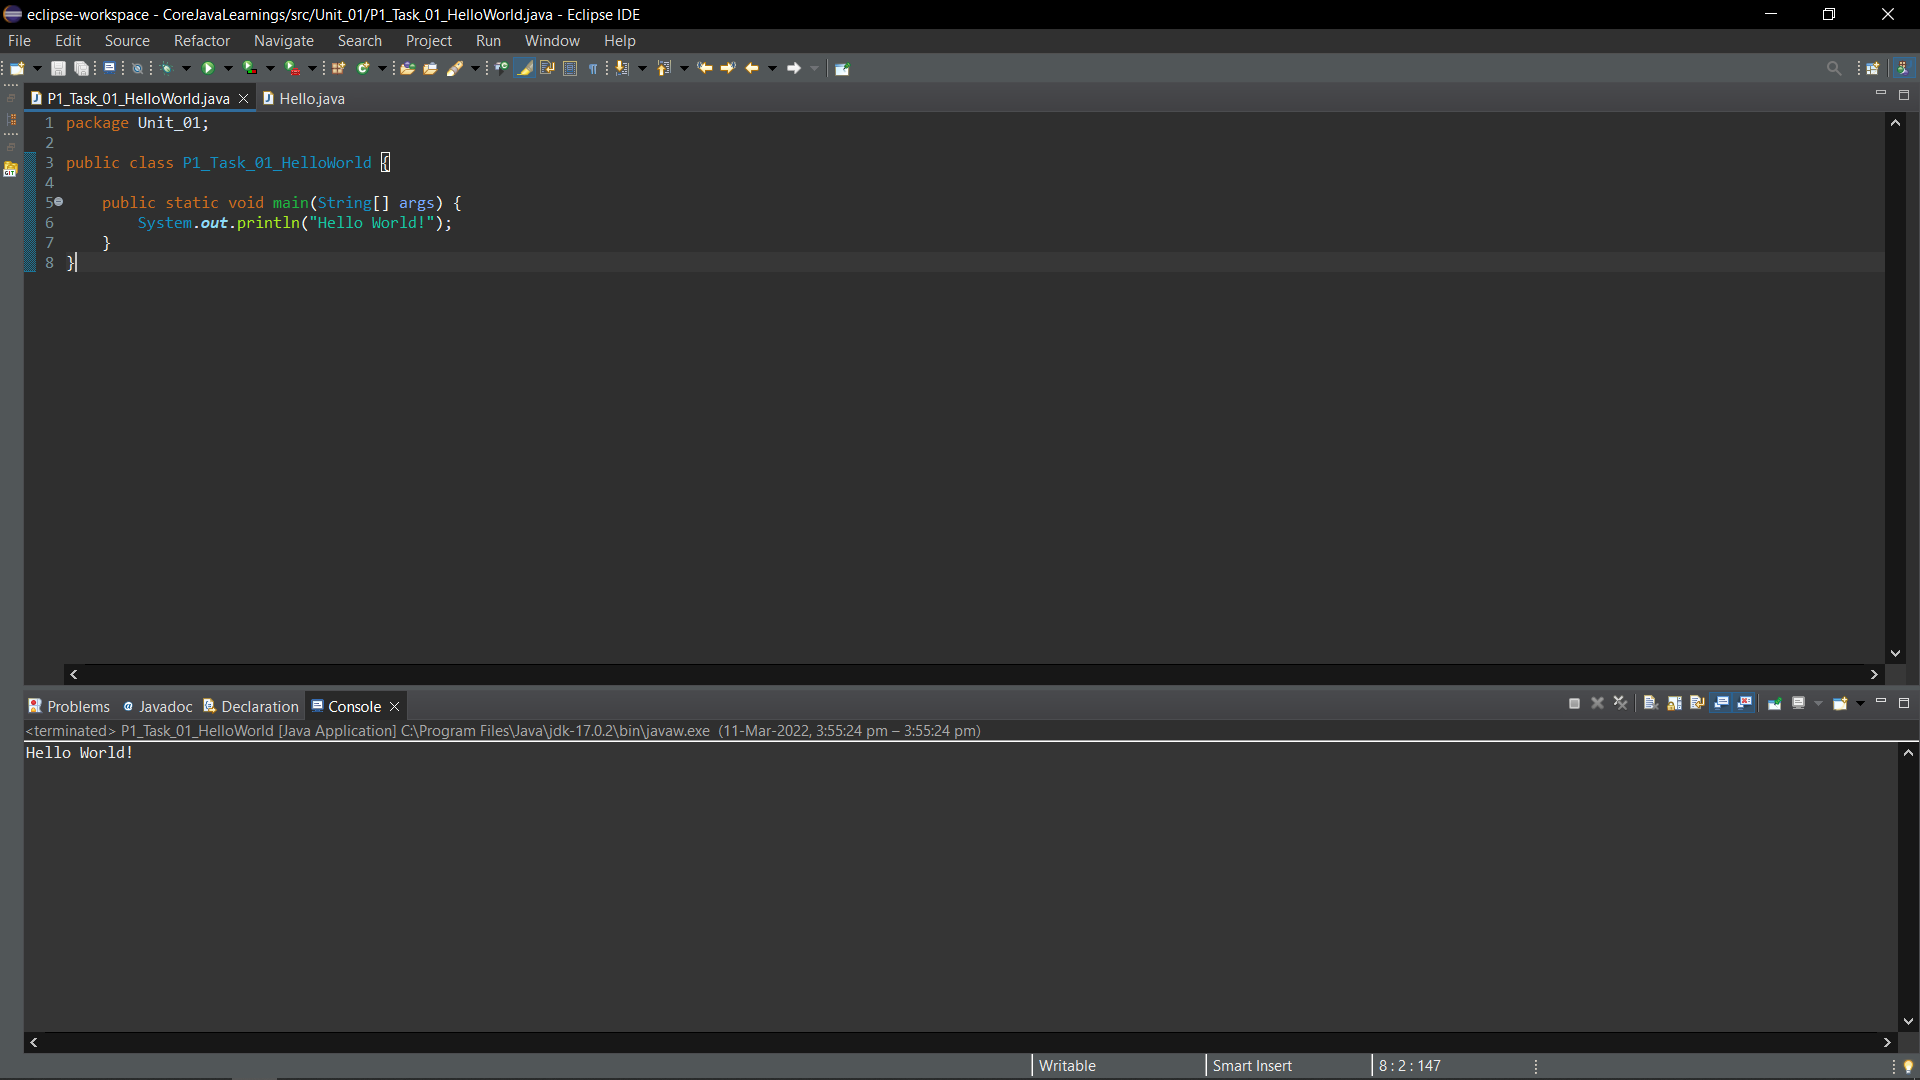 eclipse-workspace - CoreJavaLearnings/src/Unit_01/P1_Task_01_HelloWorld.java - Eclipse IDE
File Edit Source Refactor Navigate Search Project Run Window Help
P1_Task_01_HelloWorld.java Hello.java
1 package Unit_01;
2
3 public class P1_Task_01_HelloWorld {
4
5 public static void main(String[] args) {
6 System.out.println("Hello World!");
7 }
8 }
Problems @ Javadoc Declaration Console
<terminated> P1_Task_01_HelloWorld [Java Application] C:\Program Files\Java\jdk-17.0.2\bin\javaw.exe (11-Mar-2022, 3:55:24 pm – 3:55:24 pm)
Hello World!
Writable Smart Insert 8 : 2 : 147